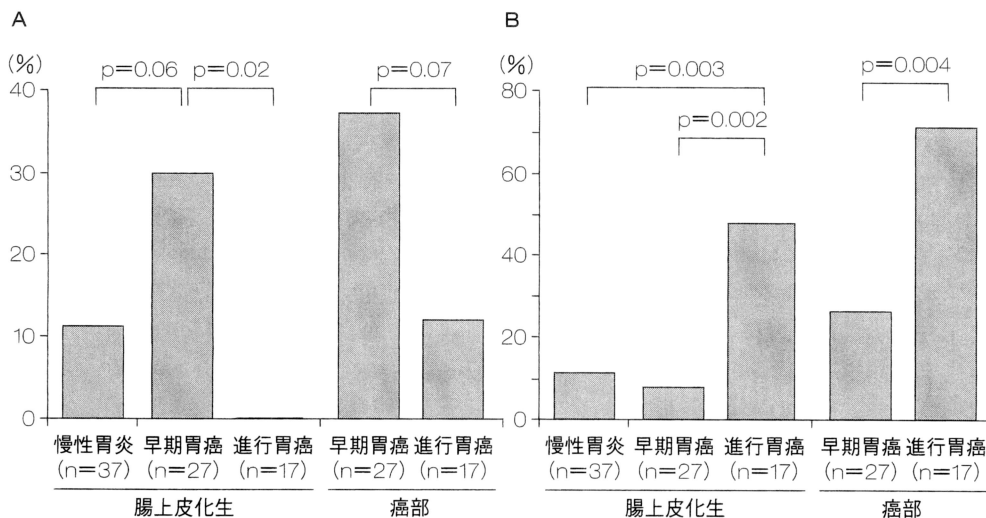 A
(%)
p=0.06 p=0.02 p=0.07
40
30
20
10
0
慢性胃炎 早期胃癌 進行胃癌 早期胃癌 進行胃癌
(n=37) (n=27) (n=17) (n=27) (n=17)
腸上皮化生 癌部
B
(%)
p=0.003 p=0.004
p=0.002
80
60
40
20
0
慢性胃炎 早期胃癌 進行胃癌 早期胃癌 進行胃癌
(n=37) (n=27) (n=17) (n=27) (n=17)
腸上皮化生 癌部